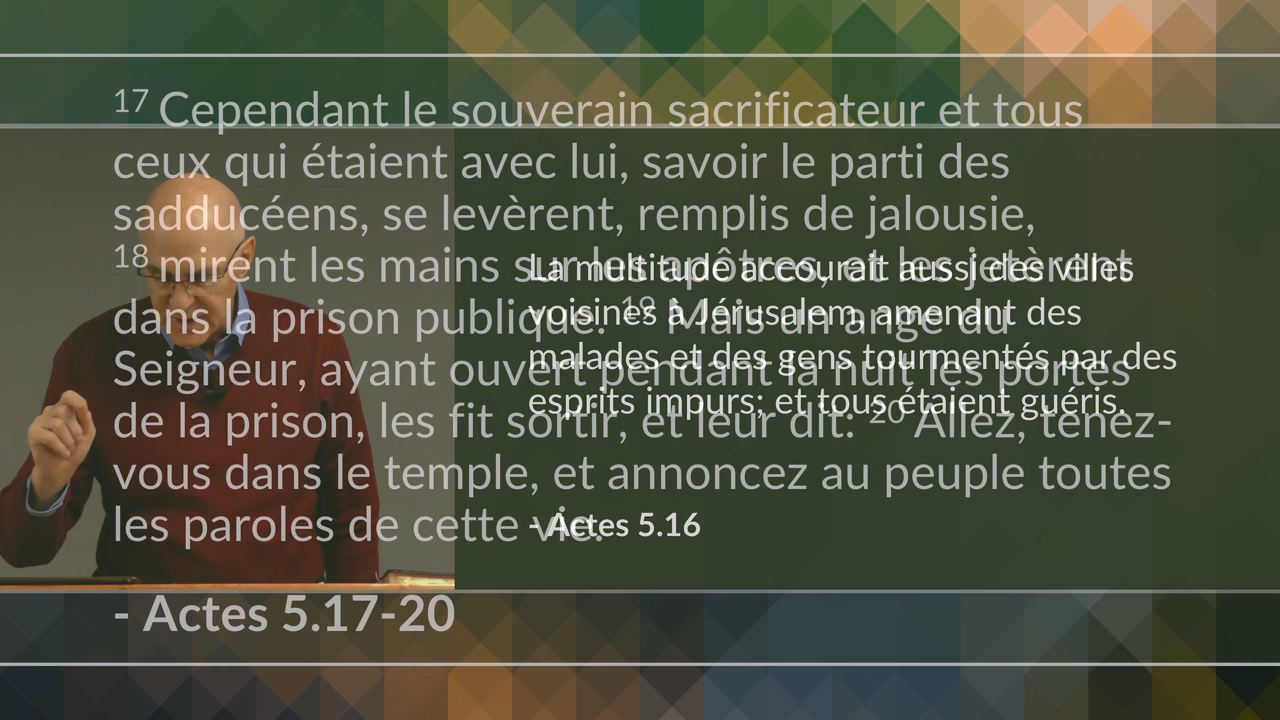 17 Cependant le souverain sacrificateur et tous
ceux qui étaient avec lui, savoir le parti des
sadducéens, se levèrent, remplis de jalousie,
18 mirent les mains sur les apôtres, et les jetèrent
dans la prison publique. 19 Mais un ange du
Seigneur, ayant ouvert pendant la nuit les portes
de la prison, les fit sortir, et leur dit: 20 Allez, tenez-
vous dans le temple, et annoncez au peuple toutes
les paroles de cette vie.
- Actes 5.17-20
La multitude accourait aussi des villes
voisines à Jérusalem, amenant des
malades et des gens tourmentés par des
esprits impurs; et tous étaient guéris.
- Actes 5.16